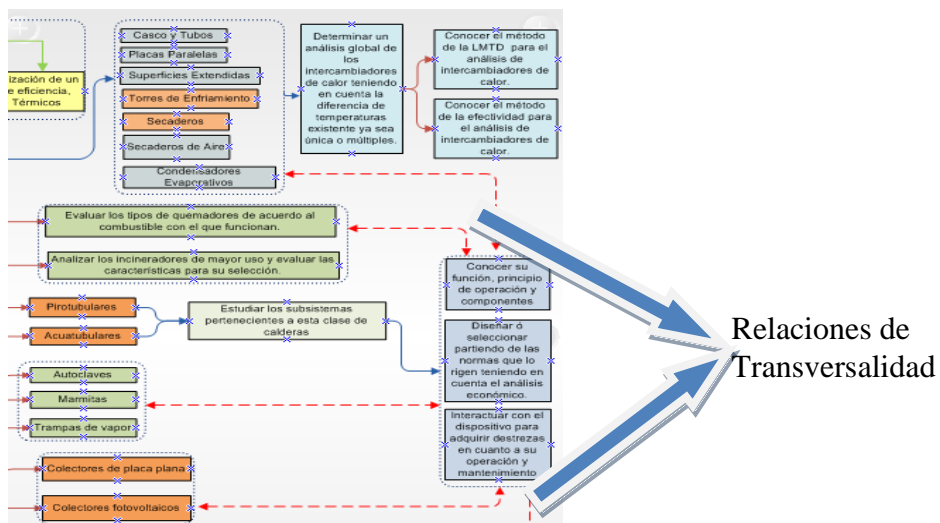 ización de un
e eficiencia,
Térmicos
Casco y Tubos
Placas Paralelas
Superficies Extendidas
Torres de Enfriamiento
Secaderos
Secaderos de Aire
Condensadores
Evaporativos
Determinar un
análisis global de
los
intercambiadores
de calor teniendo
en cuenta la
diferencia de
temperaturas
existente ya sea
única o múltiples.
Conocer el método
de la LMTD para el
análisis de
intercambiadores de
calor.
Conocer el método
de la efectividad para
el análisis de
intercambiadores de
calor.
Evaluar los tipos de quemadores de acuerdo al
combustible con el que funcionan.
Analizar los incineradores de mayor uso y evaluar las
características para su selección.
Pirotubulares
Acuatubulares
Estudiar los subsistemas
pertenecientes a esta clase de
calderas
Conocer su
función, principio
de operación y
componentes
Diseñar ó
seleccionar
partiendo de las
normas que lo
rigen teniendo en
cuenta el análisis
económico.
Interactuar con el
dispositivo para
adquirir destrezas
en cuanto a su
operación y
mantenimiento
Autoclaves
Marmitas
Trampas de vapor
Colectores de placa plana
Colectores fotovoltaicos
Relaciones de
Transversalidad